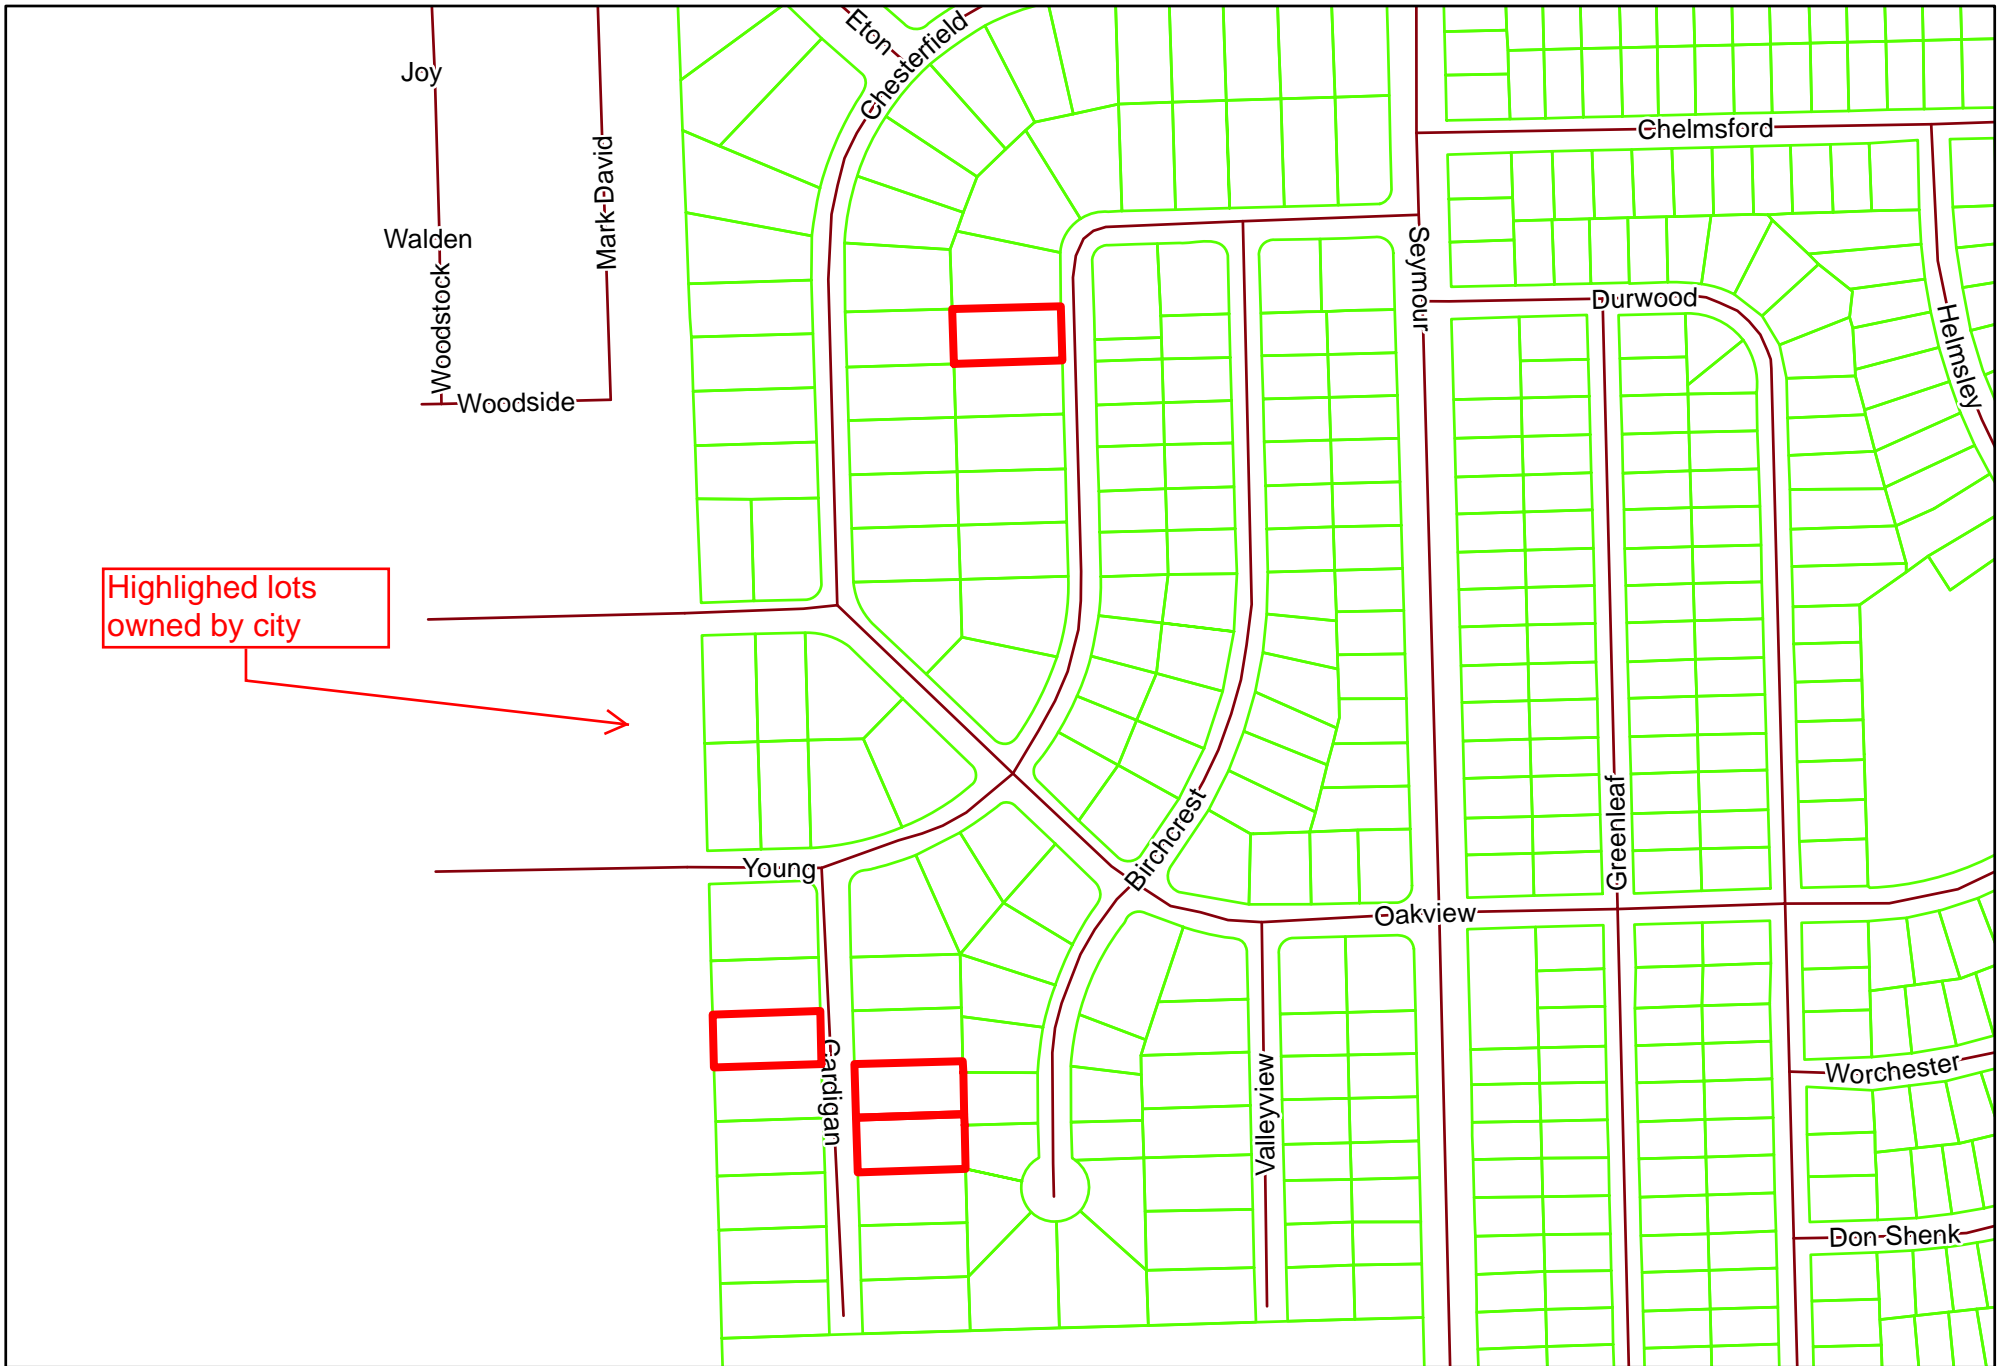 Eton
Chesterfield
Joy
Chelmsford
Mark David
Walden
Seymour
Woodstock
Durwood
Helmsley
Woodside
Highlighed lots
owned by city
Greenleaf
Birchcrest
Young
Oakview
Cardigan
Valleyview
Worchester
Don Shenk